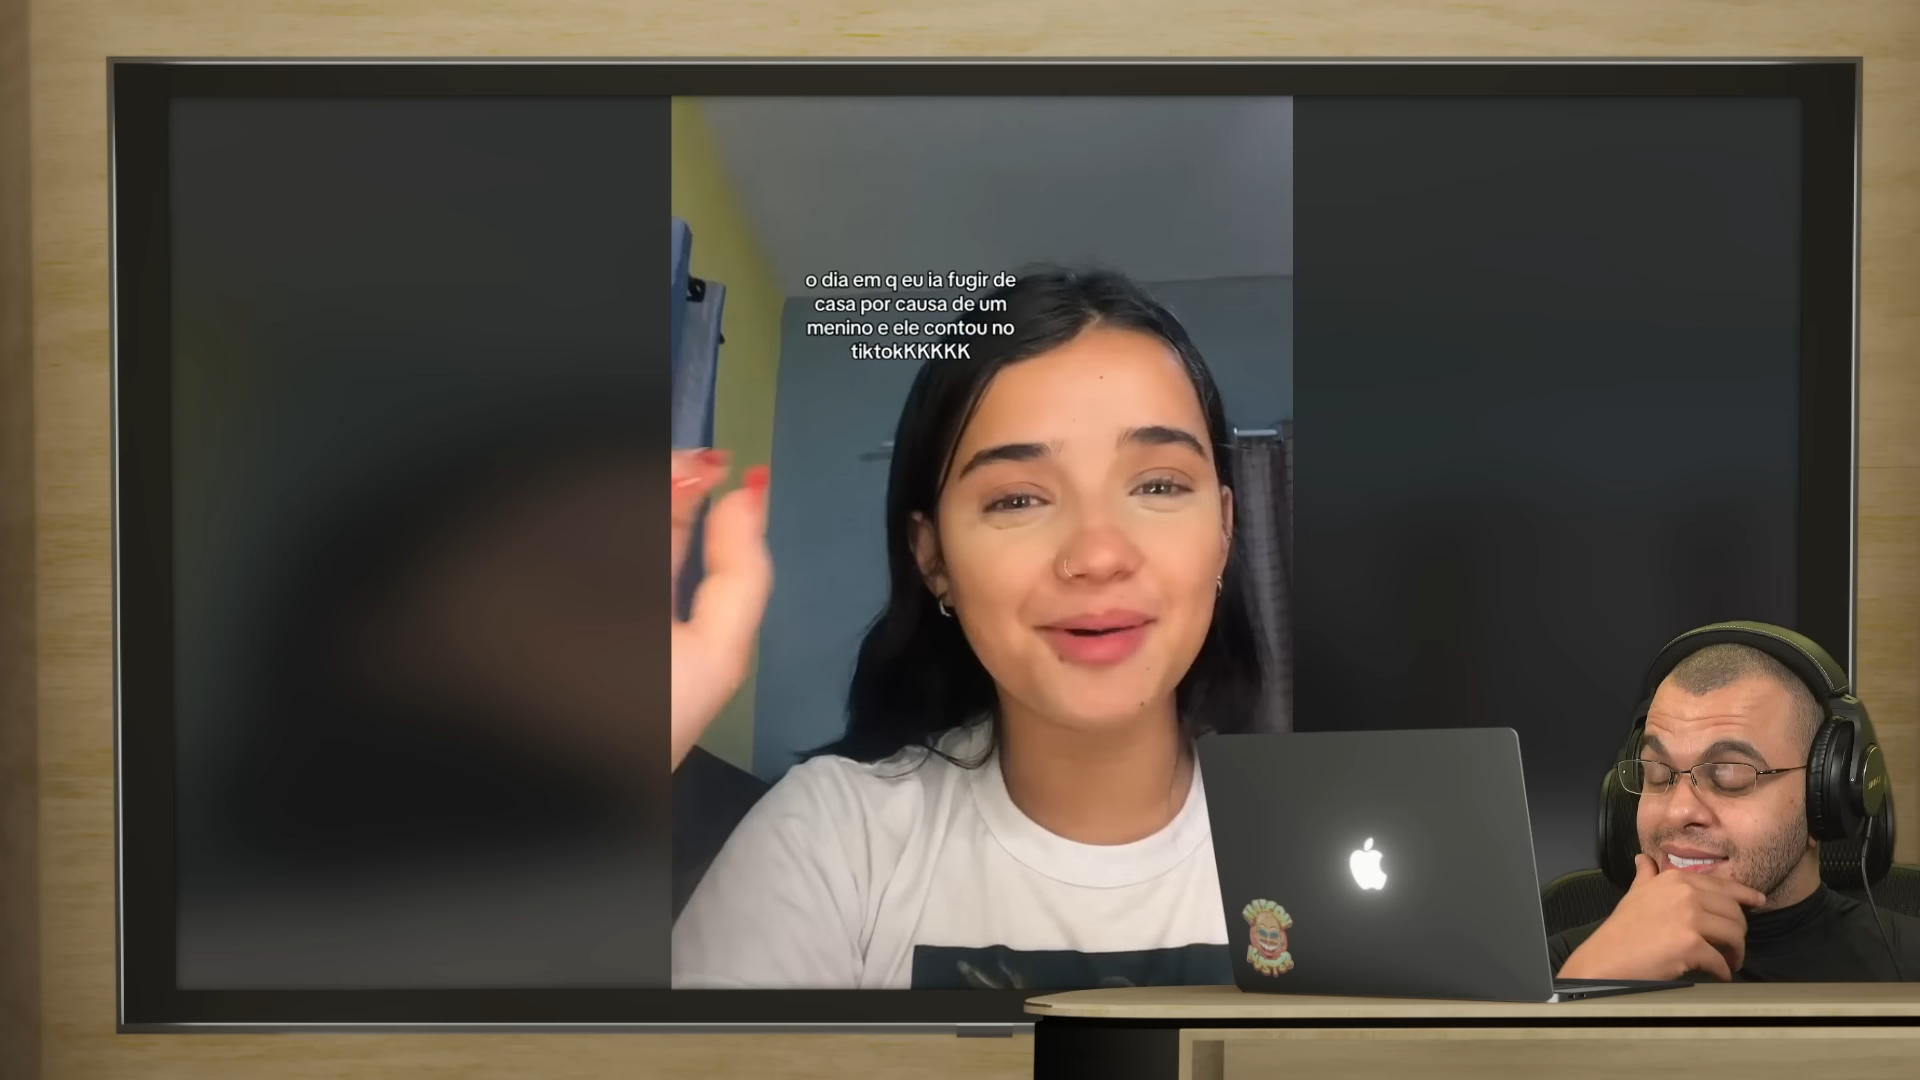 o dia em q eu ia fugir de
casa por causa de um
menino e ele contou no
tiktokKKKKK